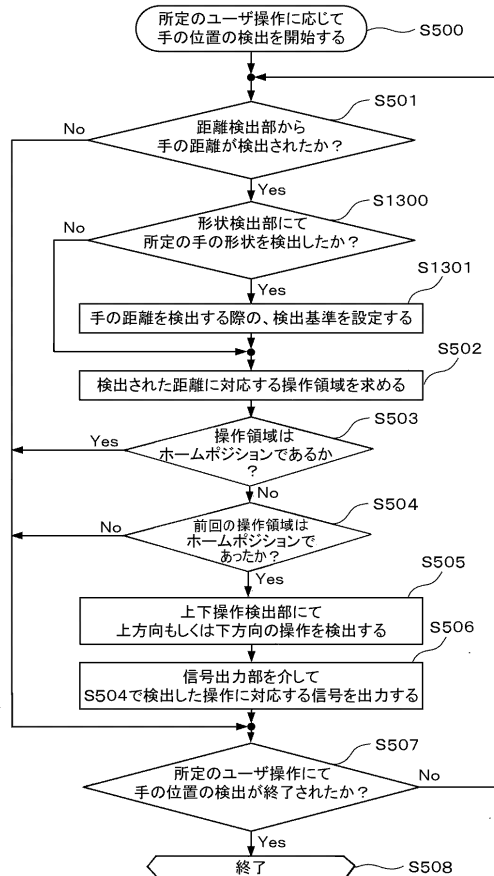 所定のユーザ操作に応じて
手の位置の検出を開始する
S500
S501
No
距離検出部から
手の距離が検出されたか？
Yes
S1300
No
形状検出部にて
所定の手の形状を検出したか？
Yes
S1301
手の距離を検出する際の、検出基準を設定する
S502
検出された距離に対応する操作領域を求める
S503
Yes
操作領域は
ホームポジションであるか
？
No
S504
No
前回の操作領域は
ホームポジションで
あったか？
Yes
S505
上下操作検出部にて
上方向もしくは下方向の操作を検出する
S506
信号出力部を介して
S504で検出した操作に対応する信号を出力する
S507
所定のユーザ操作にて
手の位置の検出が終了されたか？
No
Yes
終了
S508